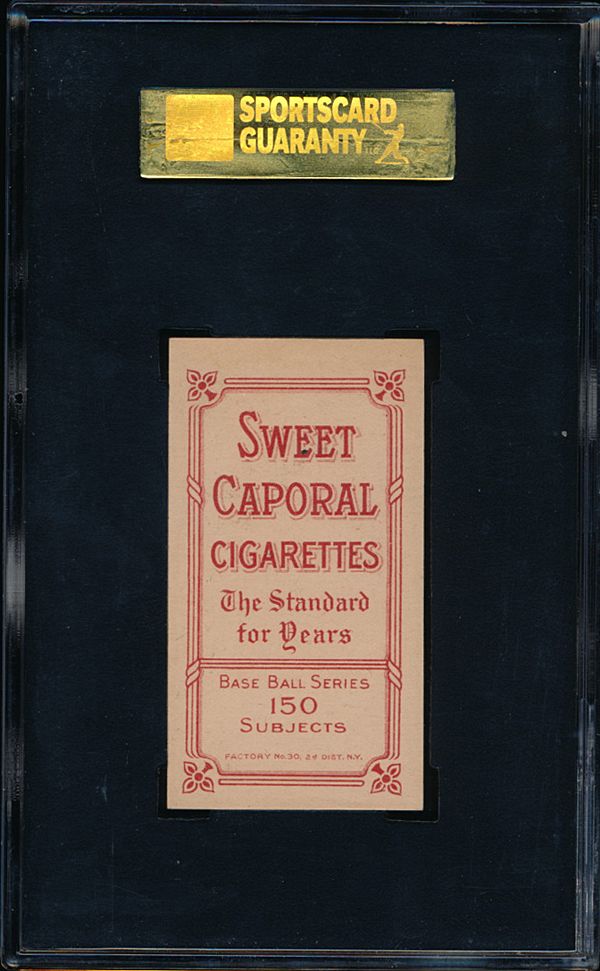 SPORTSCARD
GUARANTY
SWEET
CAPORAL
CIGARETTES
The Standard
for Years
BASE BALL SERIES
150
SUBJECTS
FACTORY No. 30, 2d DIST. N.Y.